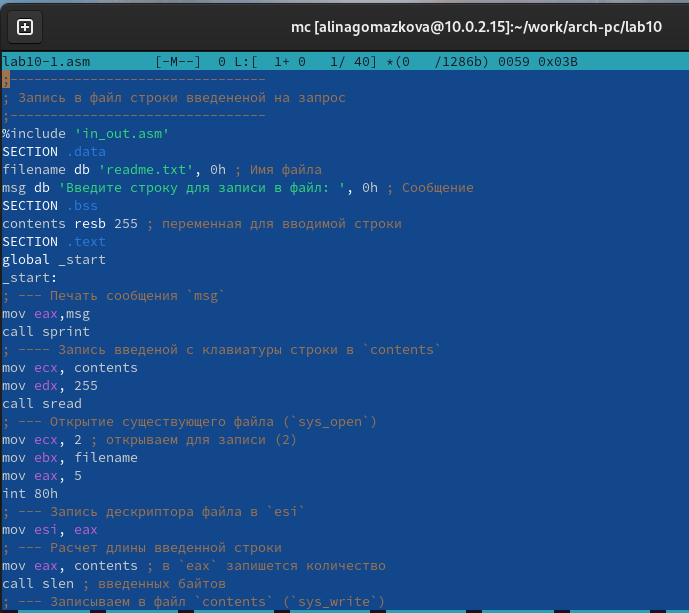 mc [alinagomazkova@10.0.2.15]:~/work/arch-pc/lab10
lab10-1.asm [-M--] 0 L:[ 1+ 0 1/ 40] *(0 /1286b) 0059 0x03B
;--------------------------------
; Запись в файл строки введененой на запрос
;--------------------------------
%include 'in_out.asm'
SECTION .data
filename db 'readme.txt', 0h ; Имя файла
msg db 'Введите строку для записи в файл: ', 0h ; Сообщение
SECTION .bss
contents resb 255 ; переменная для вводимой строки
SECTION .text
global _start
_start:
; --- Печать сообщения `msg`
mov eax,msg
call sprint
; ---- Запись введеной с клавиатуры строки в `contents`
mov ecx, contents
mov edx, 255
call sread
; --- Открытие существующего файла (`sys_open`)
mov ecx, 2 ; открываем для записи (2)
mov ebx, filename
mov eax, 5
int 80h
; --- Запись дескриптора файла в `esi`
mov esi, eax
; --- Расчет длины введенной строки
mov eax, contents ; в `eax` запишется количество
call slen ; введенных байтов
; --- Записываем в файл `contents` (`sys_write`)